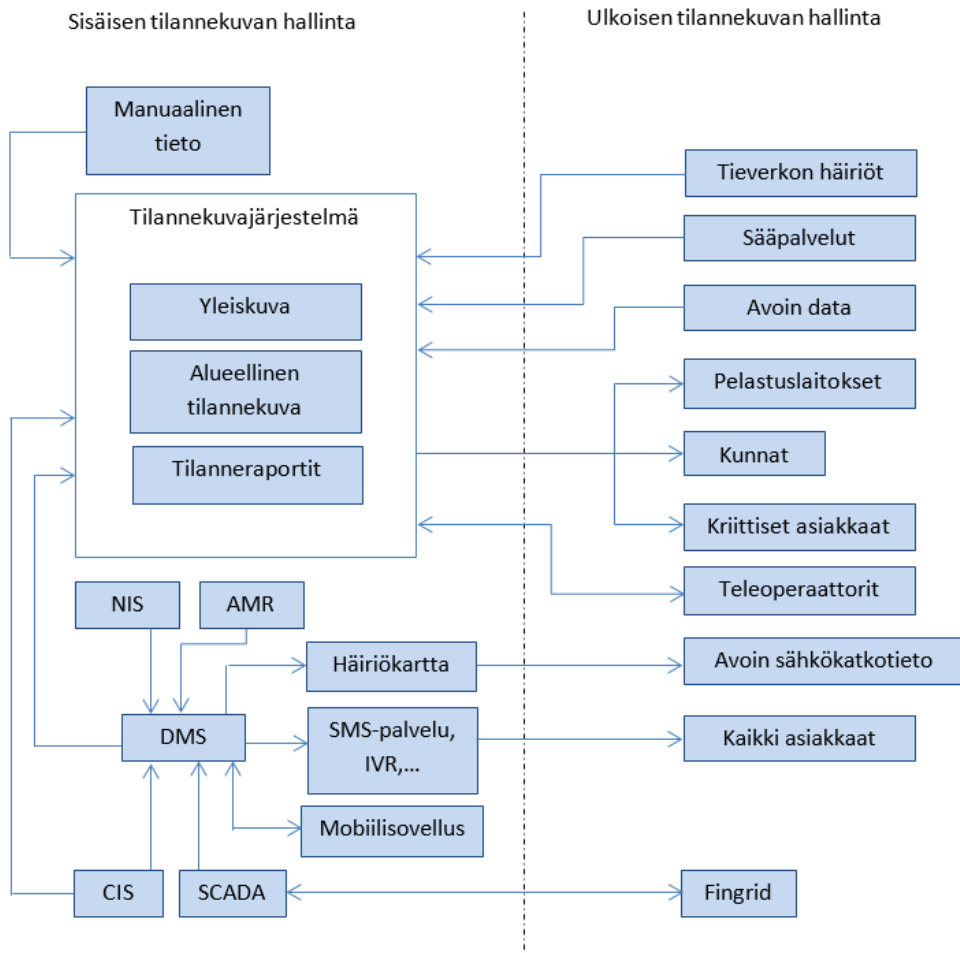 Sisäisen tilannekuvan hallinta
Ulkoisen tilannekuvan hallinta
Manuaalinen
tieto
Tieverkon häiriöt
Tilannekuvajärjestelmä
Sääpalvelut
Yleiskuva
Avoin data
Alueellinen
tilannekuva
Pelastuslaitokset
Tilanneraportit
Kunnat
Kriittiset asiakkaat
NIS
AMR
Teleoperaattorit
Häiriökartta
Avoin sähkökatkotieto
DMS
SMS-palvelu,
IVR,...
Kaikki asiakkaat
Mobiilisovellus
CIS
SCADA
Fingrid